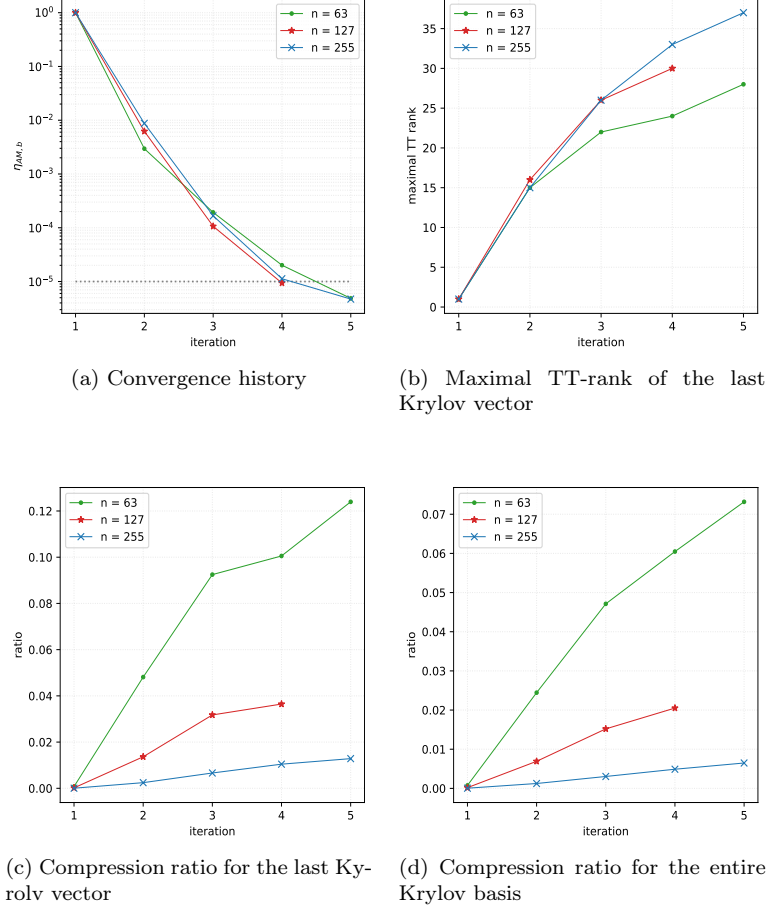 10⁰
10⁻¹
10⁻²
10⁻³
10⁻⁴
10⁻⁵
η_{AM,b}
n = 63
n = 127
n = 255
1 2 3 4 5
iteration
(a) Convergence history
35
30
25
20
15
10
5
0
maximal TT rank
n = 63
n = 127
n = 255
1 2 3 4 5
iteration
(b) Maximal TT-rank of the last
Krylov vector
0.12
0.10
0.08
0.06
0.04
0.02
0.00
ratio
n = 63
n = 127
n = 255
1 2 3 4 5
iteration
(c) Compression ratio for the last Ky-
rolv vector
0.07
0.06
0.05
0.04
0.03
0.02
0.01
0.00
ratio
n = 63
n = 127
n = 255
1 2 3 4 5
iteration
(d) Compression ratio for the entire
Krylov basis